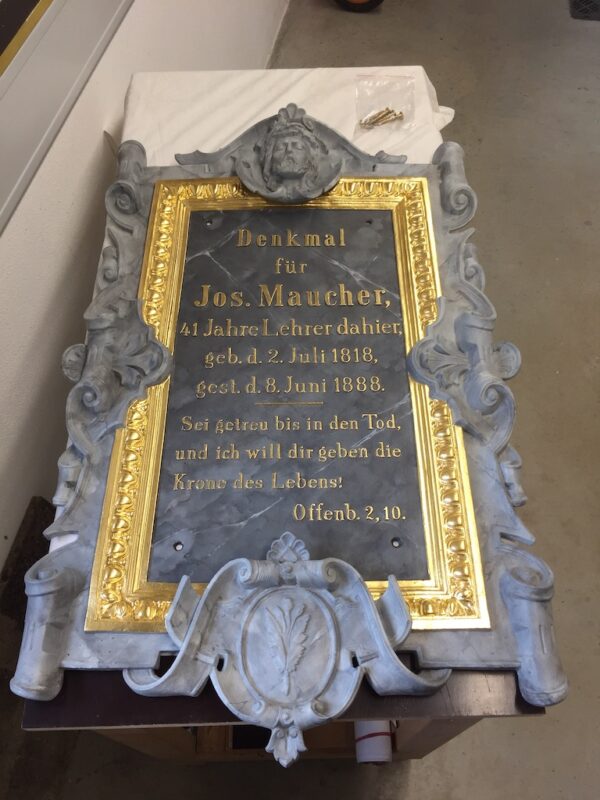 Denkmal
für
Jos. Maucher,
41 Jahre Lehrer dahier,
geb. d. 2. Juli 1818,
gest. d. 8. Juni 1888.
Sei getreu bis in den Tod,
und ich will dir geben die
Krone des Lebens!
Offenb. 2, 10.